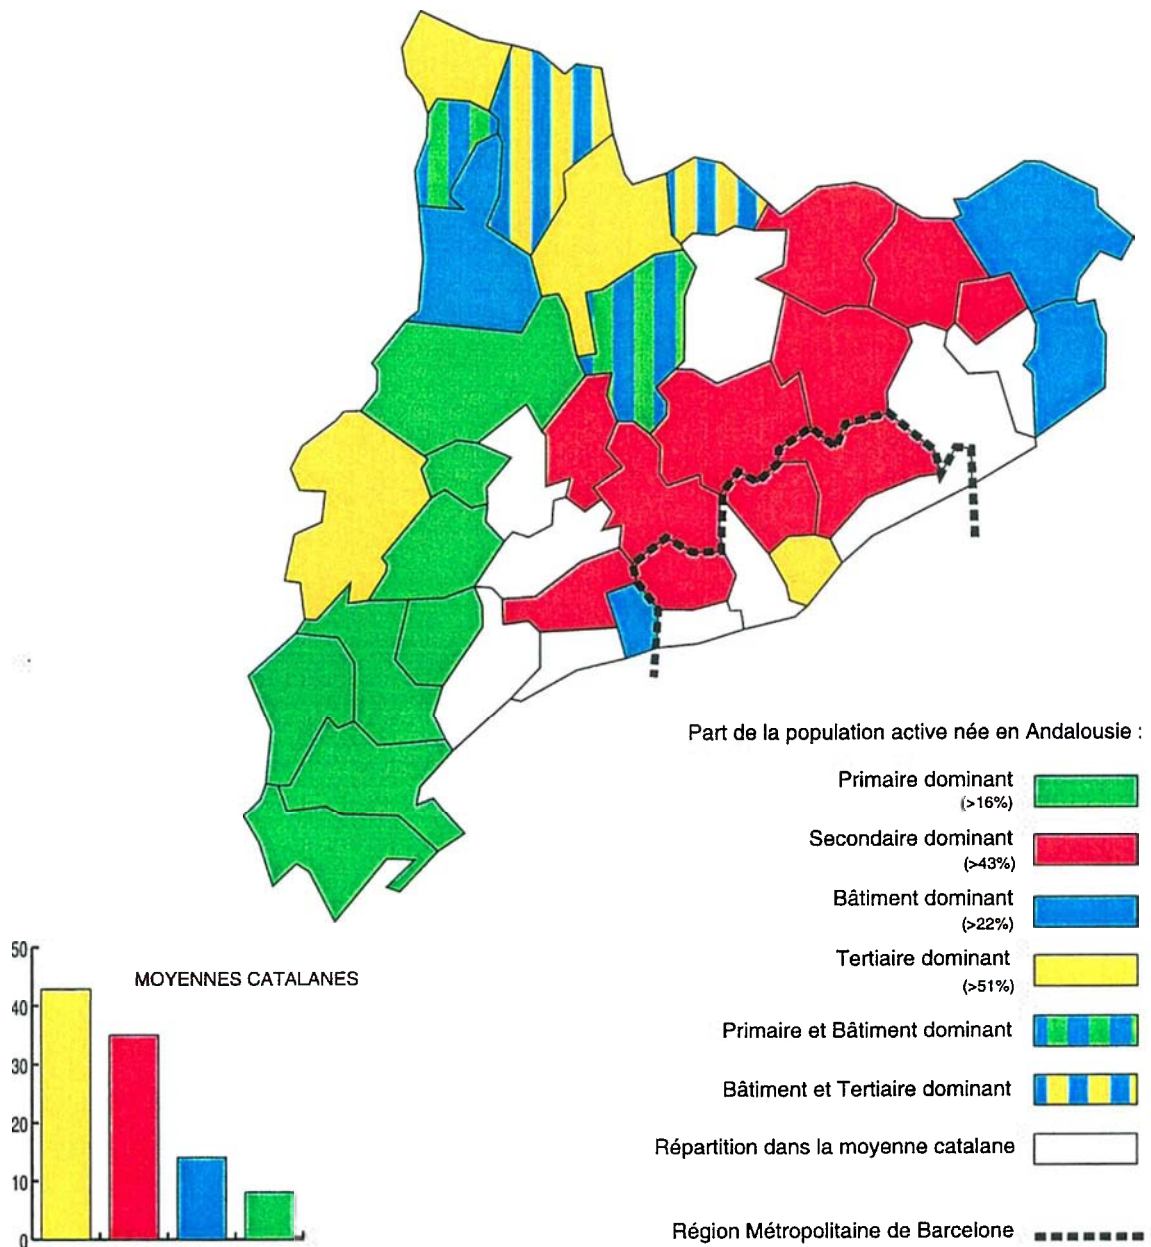 Part de la population active née en Andalousie :
Primaire dominant
(>16%)
Secondaire dominant
(>43%)
Bâtiment dominant
(>22%)
Tertiaire dominant
(>51%)
Primaire et Bâtiment dominant
Bâtiment et Tertiaire dominant
Répartition dans la moyenne catalane
Région Métropolitaine de Barcelone
MOYENNES CATALANES
50
40
30
20
10
0